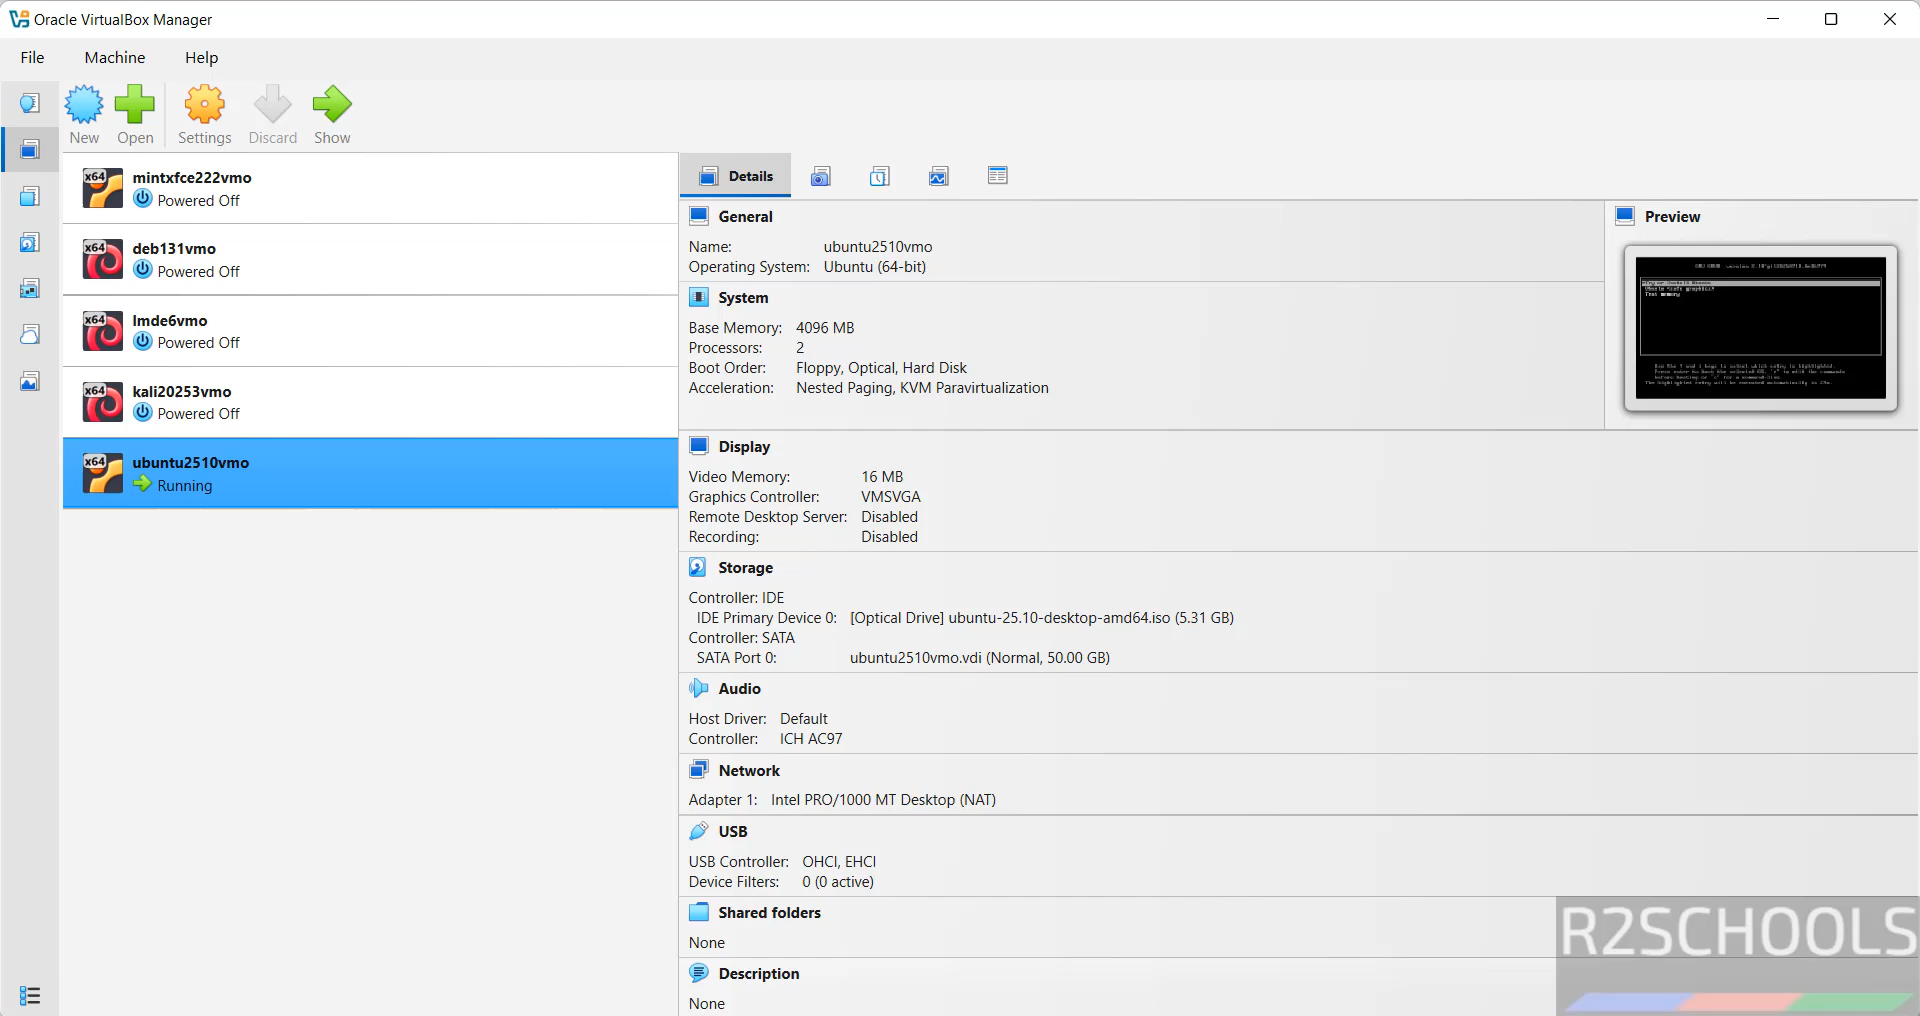 Oracle VirtualBox Manager
File Machine Help
New Open Settings Discard Show
x64 mintxfce222vmo
Powered Off
x64 deb131vmo
Powered Off
x64 lmde6vmo
Powered Off
x64 kali20253vmo
Powered Off
x64 ubuntu2510vmo
Running
Details
General
Name: ubuntu2510vmo
Operating System: Ubuntu (64-bit)
System
Base Memory: 4096 MB
Processors: 2
Boot Order: Floppy, Optical, Hard Disk
Acceleration: Nested Paging, KVM Paravirtualization
Preview
Display
Video Memory: 16 MB
Graphics Controller: VMSVGA
Remote Desktop Server: Disabled
Recording: Disabled
Storage
Controller: IDE
IDE Primary Device 0: [Optical Drive] ubuntu-25.10-desktop-amd64.iso (5.31 GB)
Controller: SATA
SATA Port 0: ubuntu2510vmo.vdi (Normal, 50.00 GB)
Audio
Host Driver: Default
Controller: ICH AC97
Network
Adapter 1: Intel PRO/1000 MT Desktop (NAT)
USB
USB Controller: OHCI, EHCI
Device Filters: 0 (0 active)
Shared folders
None
Description
None
R2SCHOOLS